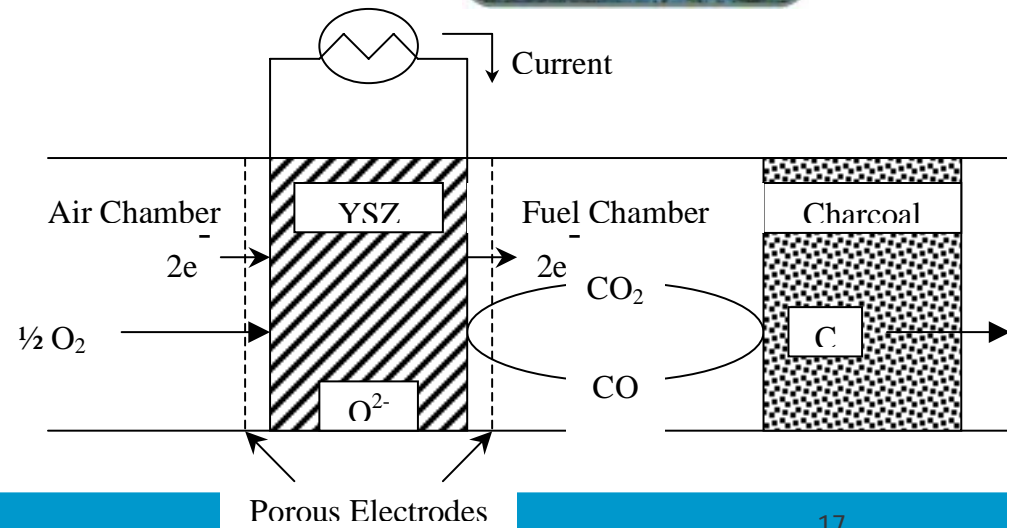 Current
Air Chamber
YSZ
Fuel Chamber
Charcoal
2e⁻
2e⁻
CO₂
½ O₂
C
CO
O²⁻
Porous Electrodes
17